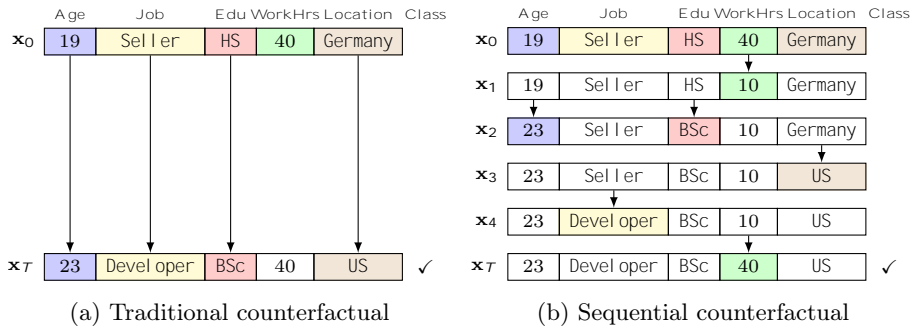 Age Job Edu WorkHrs Location Class
x0 19 Seller HS 40 Germany
xT 23 Developer BSc 40 US ✓
(a) Traditional counterfactual
Age Job Edu WorkHrs Location Class
x0 19 Seller HS 40 Germany
x1 19 Seller HS 10 Germany
x2 23 Seller BSc 10 Germany
x3 23 Seller BSc 10 US
x4 23 Developer BSc 10 US
xT 23 Developer BSc 40 US ✓
(b) Sequential counterfactual